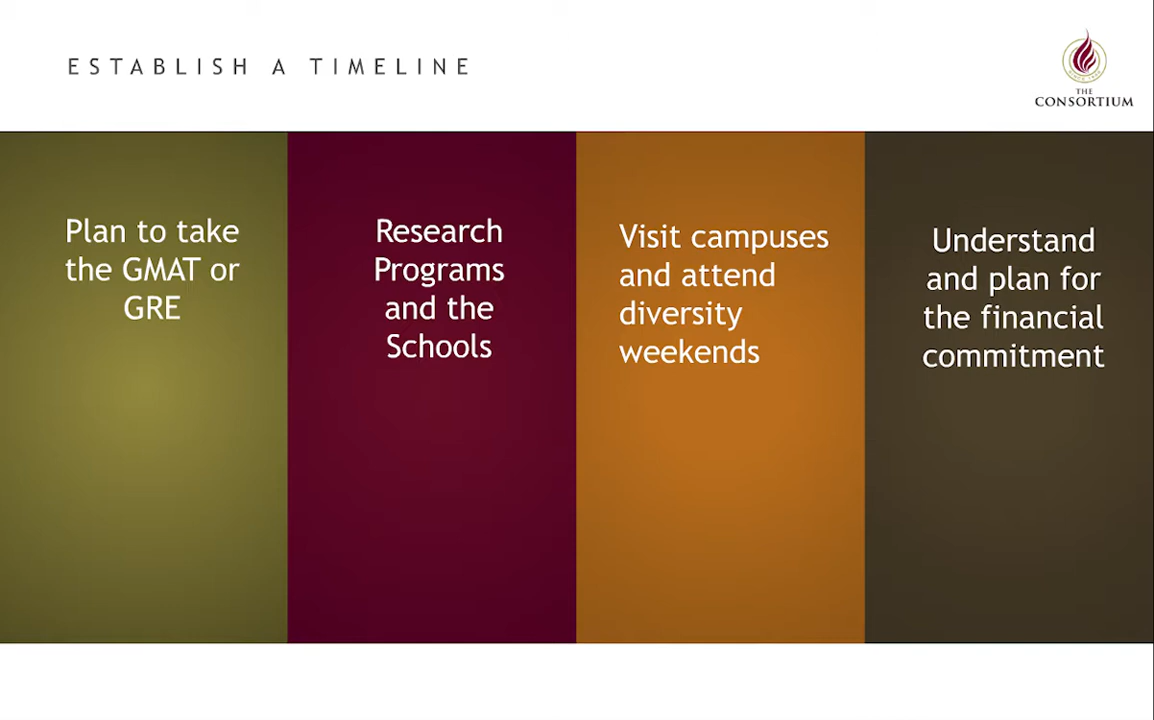 ESTABLISH A TIMELINE
THE
CONSORTIUM
Plan to take
the GMAT or
GRE
Research
Programs
and the
Schools
Visit campuses
and attend
diversity
weekends
Understand
and plan for
the financial
commitment